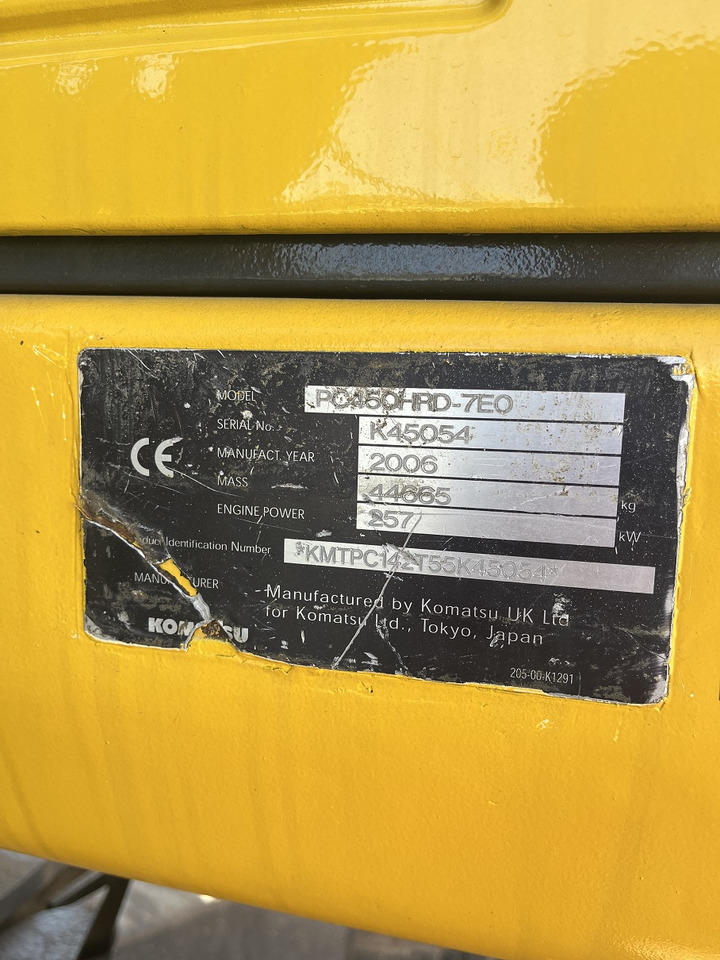 MODEL PC450HRD-7E0
SERIAL No. K45054
CE MANUFACT. YEAR 2006
MASS 44665 kg
ENGINE POWER 257 kW
Identification Number *KMTPC142T55K45054*
Manufactured by Komatsu UK Ltd
for Komatsu Ltd., Tokyo, Japan
KOMATSU
205-00-K1291